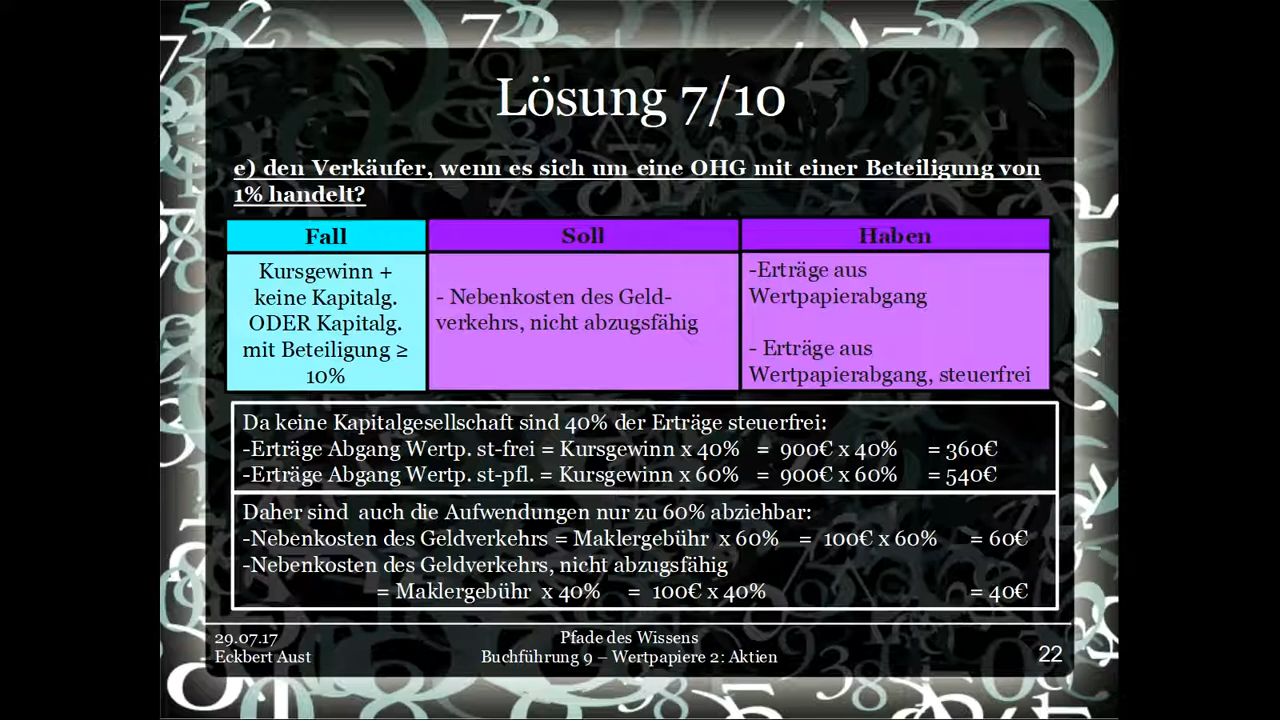 Lösung 7/10
e) den Verkäufer, wenn es sich um eine OHG mit einer Beteiligung von
1% handelt?
Fall
Soll
Haben
Kursgewinn +
keine Kapitalg.
ODER Kapitalg.
mit Beteiligung ≥
10%
- Nebenkosten des Geld-
verkehrs, nicht abzugsfähig
-Erträge aus
Wertpapierabgang
- Erträge aus
Wertpapierabgang, steuerfrei
Da keine Kapitalgesellschaft sind 40% der Erträge steuerfrei:
-Erträge Abgang Wertp. st-frei = Kursgewinn x 40% = 900€ x 40% = 360€
-Erträge Abgang Wertp. st-pfl. = Kursgewinn x 60% = 900€ x 60% = 540€
Daher sind auch die Aufwendungen nur zu 60% abziehbar:
-Nebenkosten des Geldverkehrs = Maklergebühr x 60% = 100€ x 60% = 60€
-Nebenkosten des Geldverkehrs, nicht abzugsfähig
= Maklergebühr x 40% = 100€ x 40% = 40€
29.07.17
Eckbert Aust
Pfade des Wissens
Buchführung 9 – Wertpapiere 2: Aktien
22